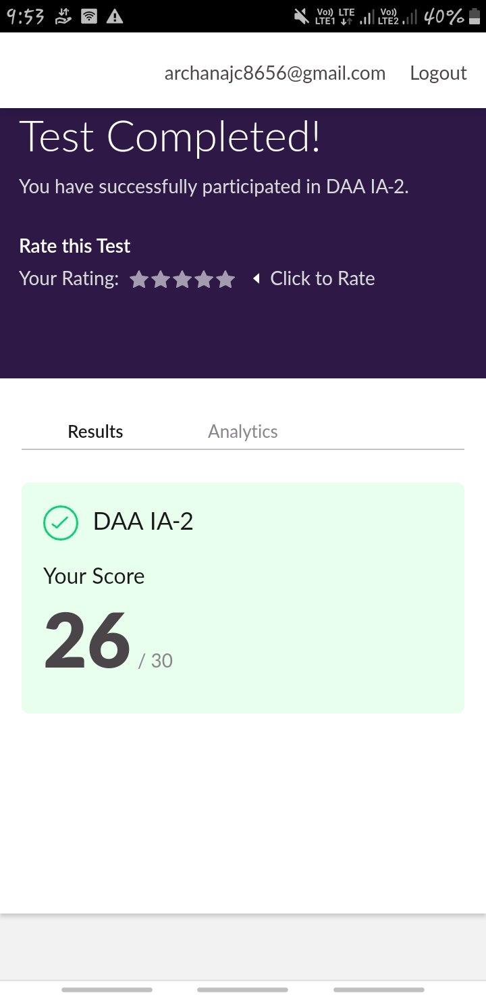 9:53 Vo)) LTE Vo)) 40%
LTE1 LTE2
archanajc8656@gmail.com Logout
Test Completed!
You have successfully participated in DAA IA-2.
Rate this Test
Your Rating: Click to Rate
Results Analytics
DAA IA-2
Your Score
26 / 30